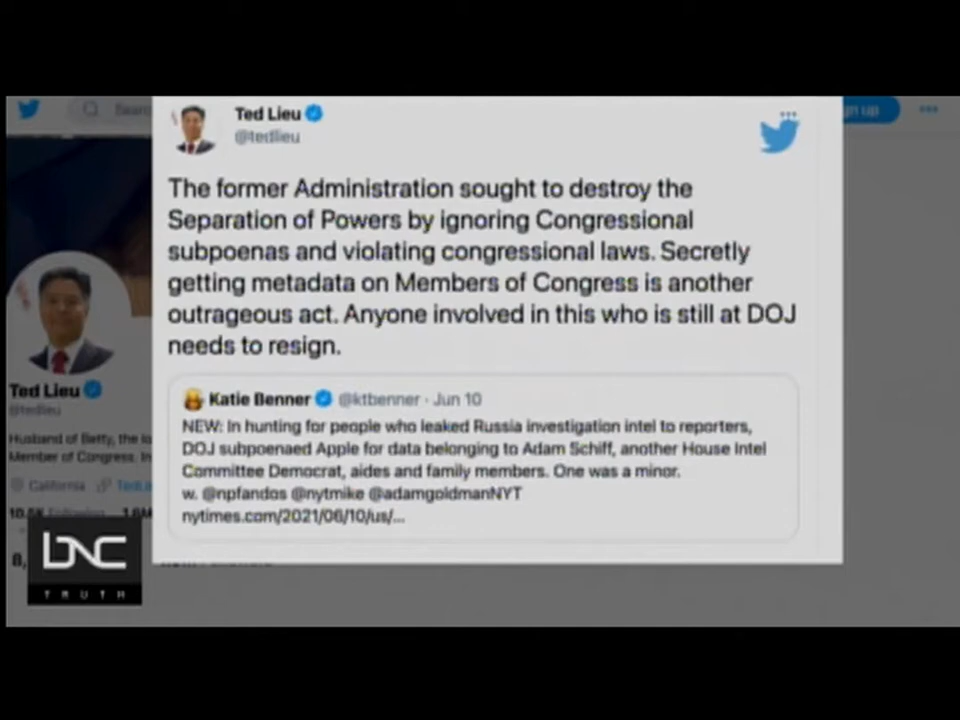 Ted Lieu
@tedlieu
The former Administration sought to destroy the
Separation of Powers by ignoring Congressional
subpoenas and violating congressional laws. Secretly
getting metadata on Members of Congress is another
outrageous act. Anyone involved in this who is still at DOJ
needs to resign.
Katie Benner @ktbenner · Jun 10
NEW: In hunting for people who leaked Russia investigation intel to reporters,
DOJ subpoenaed Apple for data belonging to Adam Schiff, another House Intel
Committee Democrat, aides and family members. One was a minor.
w. @npfandos @nytmike @adamgoldmanNYT
nytimes.com/2021/06/10/us/...
up
Ted Lieu
@tedlieu
Husband of Betty, the
Member of Congress.
California
BNC
TRUTH